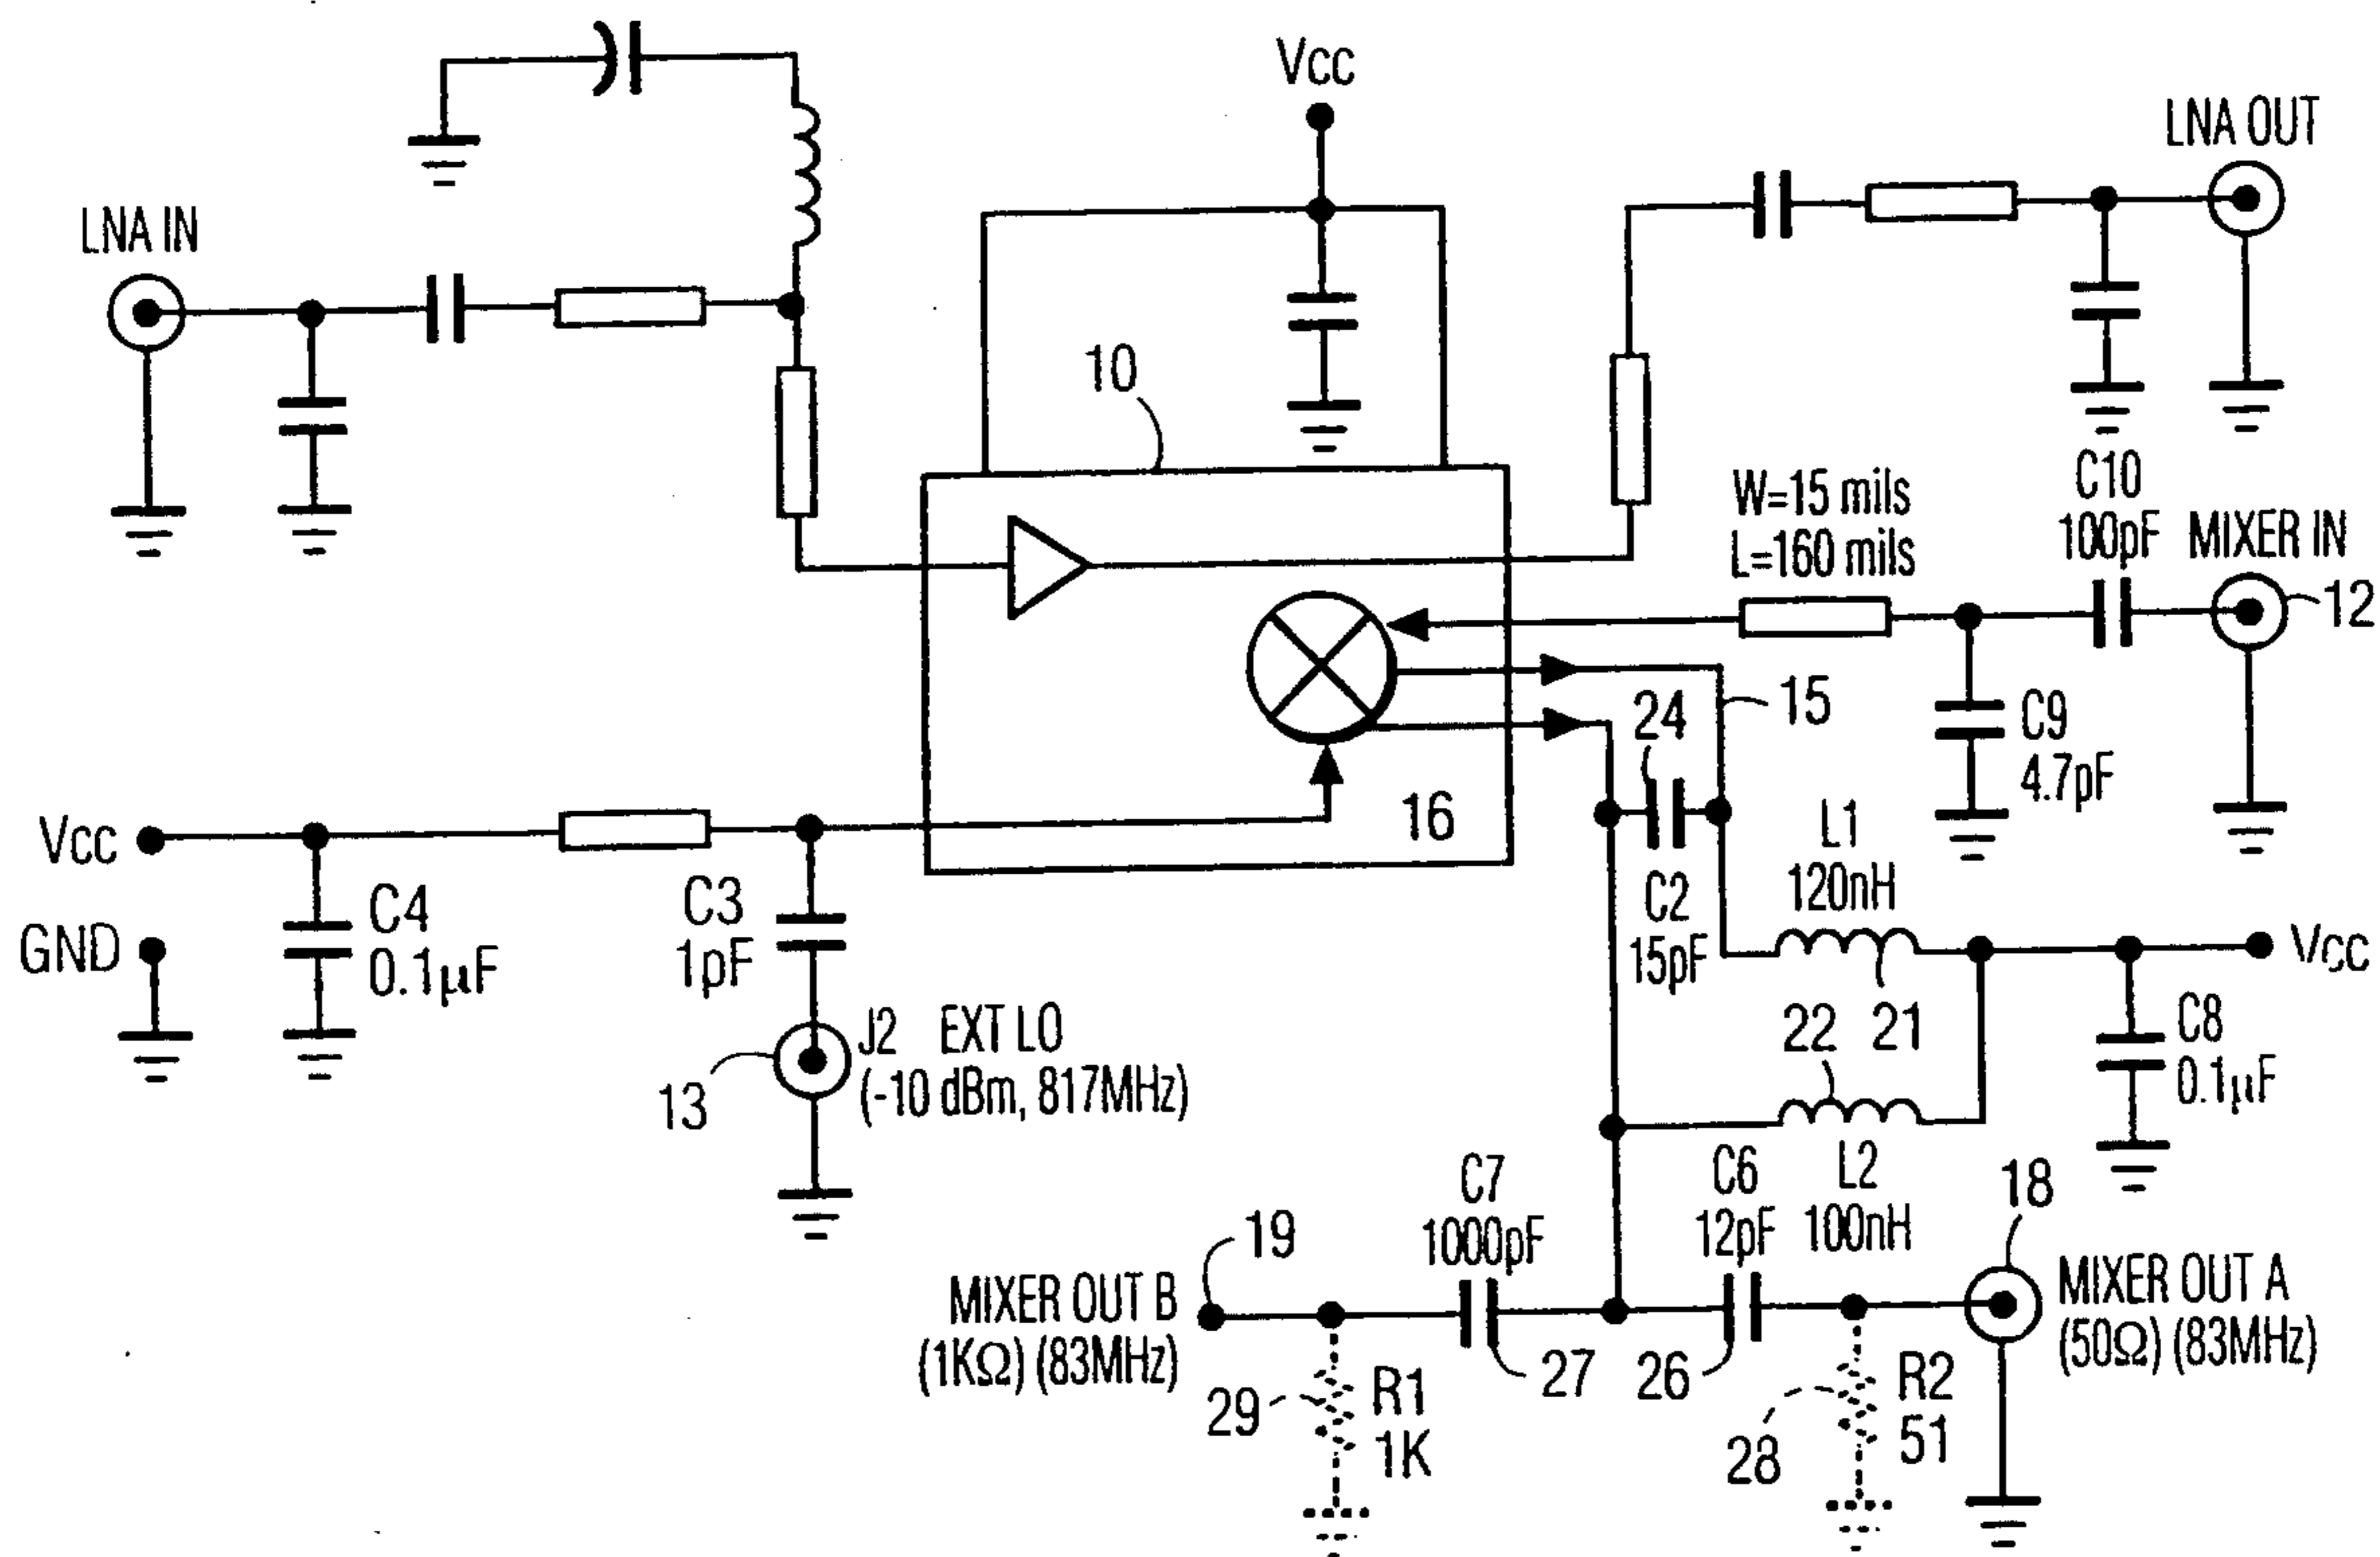 Vcc
LNA OUT
LNA IN
10
W=15 mils
L=160 mils
C10
100pF
MIXER IN
12
15
24
C9
4.7pF
16
Vcc
C4
0.1µF
GND
C3
1pF
J2 EXT LO
(-10 dBm, 817MHz)
13
C2
15pF
L1
120nH
Vcc
22
21
C8
0.1µF
L2
100nH
C7
1000pF
C6
12pF
18
19
MIXER OUT B
(1KΩ) (83MHz)
MIXER OUT A
(50Ω) (83MHz)
27
26
29
R1
1K
28
R2
51